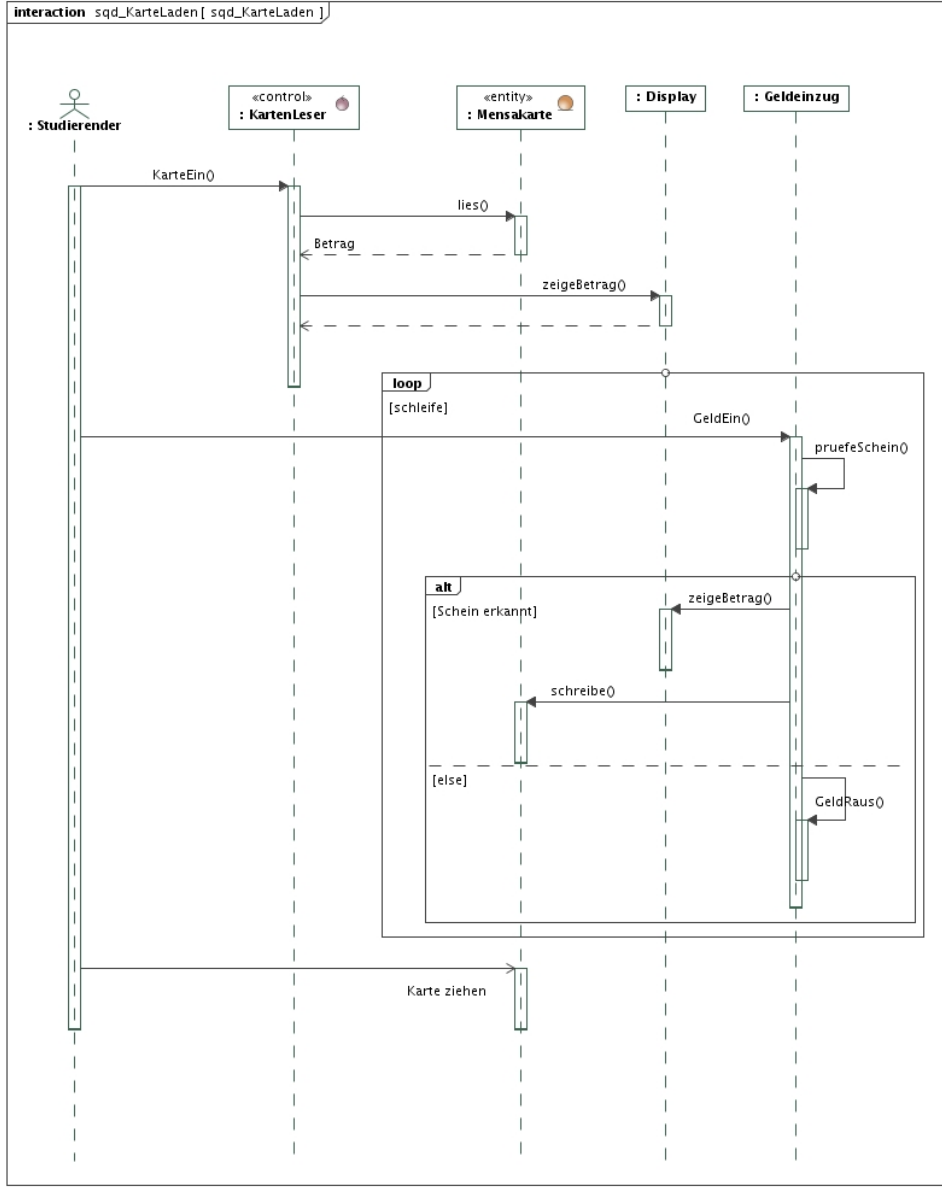 interaction sqd_KarteLaden [ sqd_KarteLaden ]
: Studierender
«control»
: KartenLeser
«entity»
: Mensakarte
: Display
: Geldeinzug
KarteEin()
lies()
Betrag
zeigeBetrag()
loop
[schleife]
GeldEin()
pruefeSchein()
alt
[Schein erkannt]
zeigeBetrag()
schreibe()
[else]
GeldRaus()
Karte ziehen